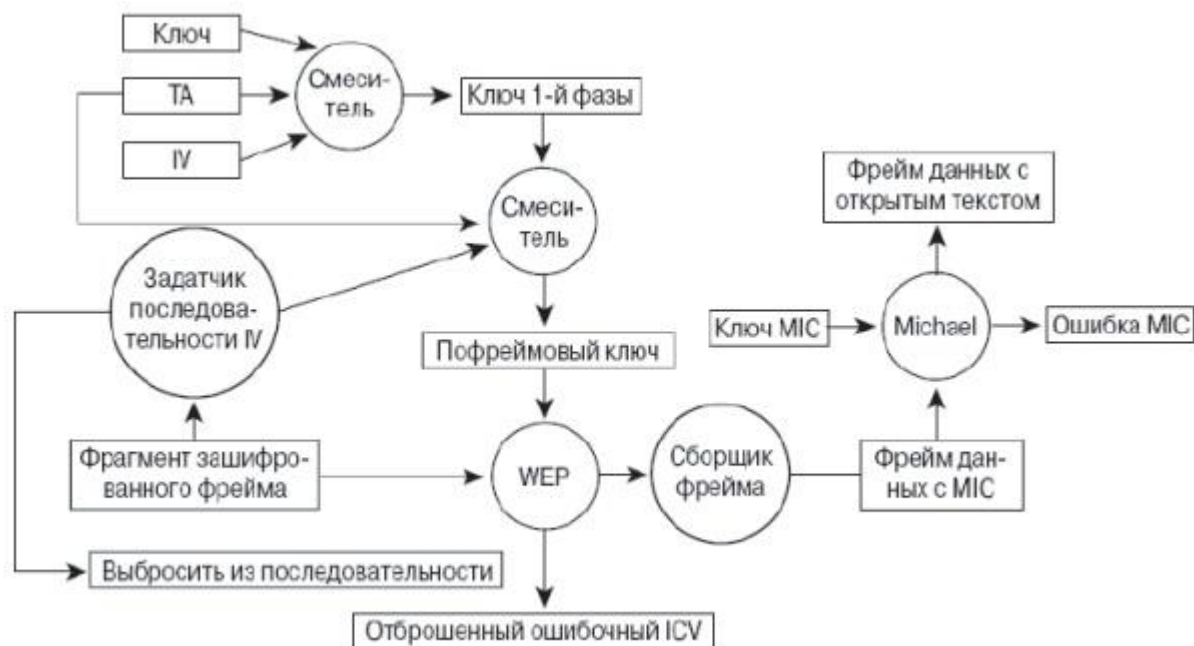 Ключ
TA
IV
Смеси-
тель
Ключ 1-й фазы
Смеси-
тель
Фрейм данных с
открытым текстом
Задатчик
последова-
тельности IV
Ключ MIC
Michael
Ошибка MIC
Пофреймовый ключ
Фрагмент зашифро-
ванного фрейма
WEP
Сборщик
фрейма
Фрейм дан-
ных с MIC
Выбросить из последовательности
Отброшенный ошибочный ICV